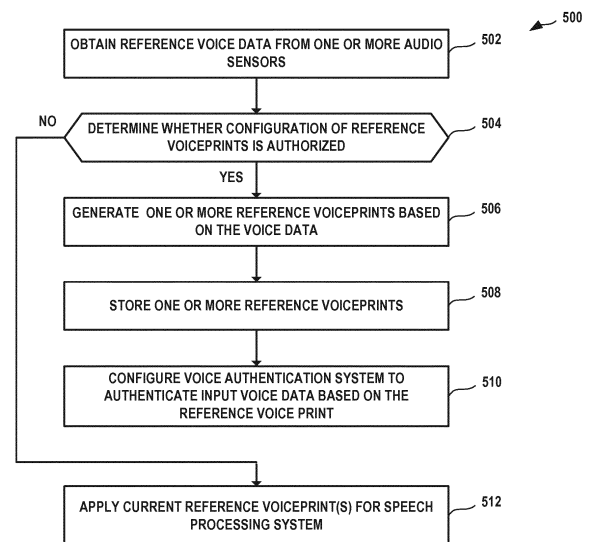 500
OBTAIN REFERENCE VOICE DATA FROM ONE OR MORE AUDIO
SENSORS
502
NO
DETERMINE WHETHER CONFIGURATION OF REFERENCE
VOICEPRINTS IS AUTHORIZED
504
YES
GENERATE ONE OR MORE REFERENCE VOICEPRINTS BASED
ON THE VOICE DATA
506
STORE ONE OR MORE REFERENCE VOICEPRINTS
508
CONFIGURE VOICE AUTHENTICATION SYSTEM TO
AUTHENTICATE INPUT VOICE DATA BASED ON THE
REFERENCE VOICE PRINT
510
APPLY CURRENT REFERENCE VOICEPRINT(S) FOR SPEECH
PROCESSING SYSTEM
512